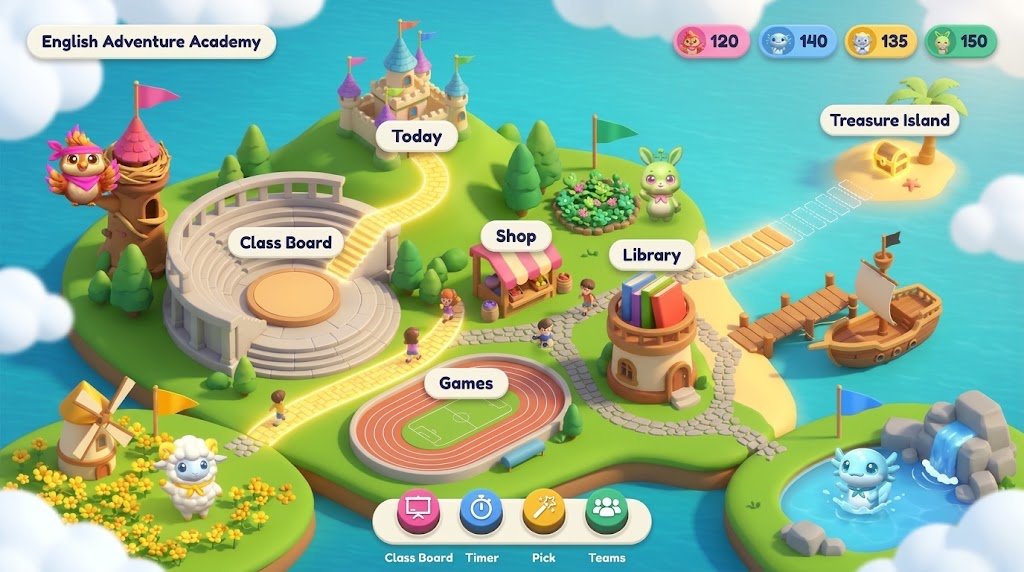 English Adventure Academy
120
140
135
150
Today
Treasure Island
Class Board
Shop
Library
Games
Class Board
Timer
Pick
Teams